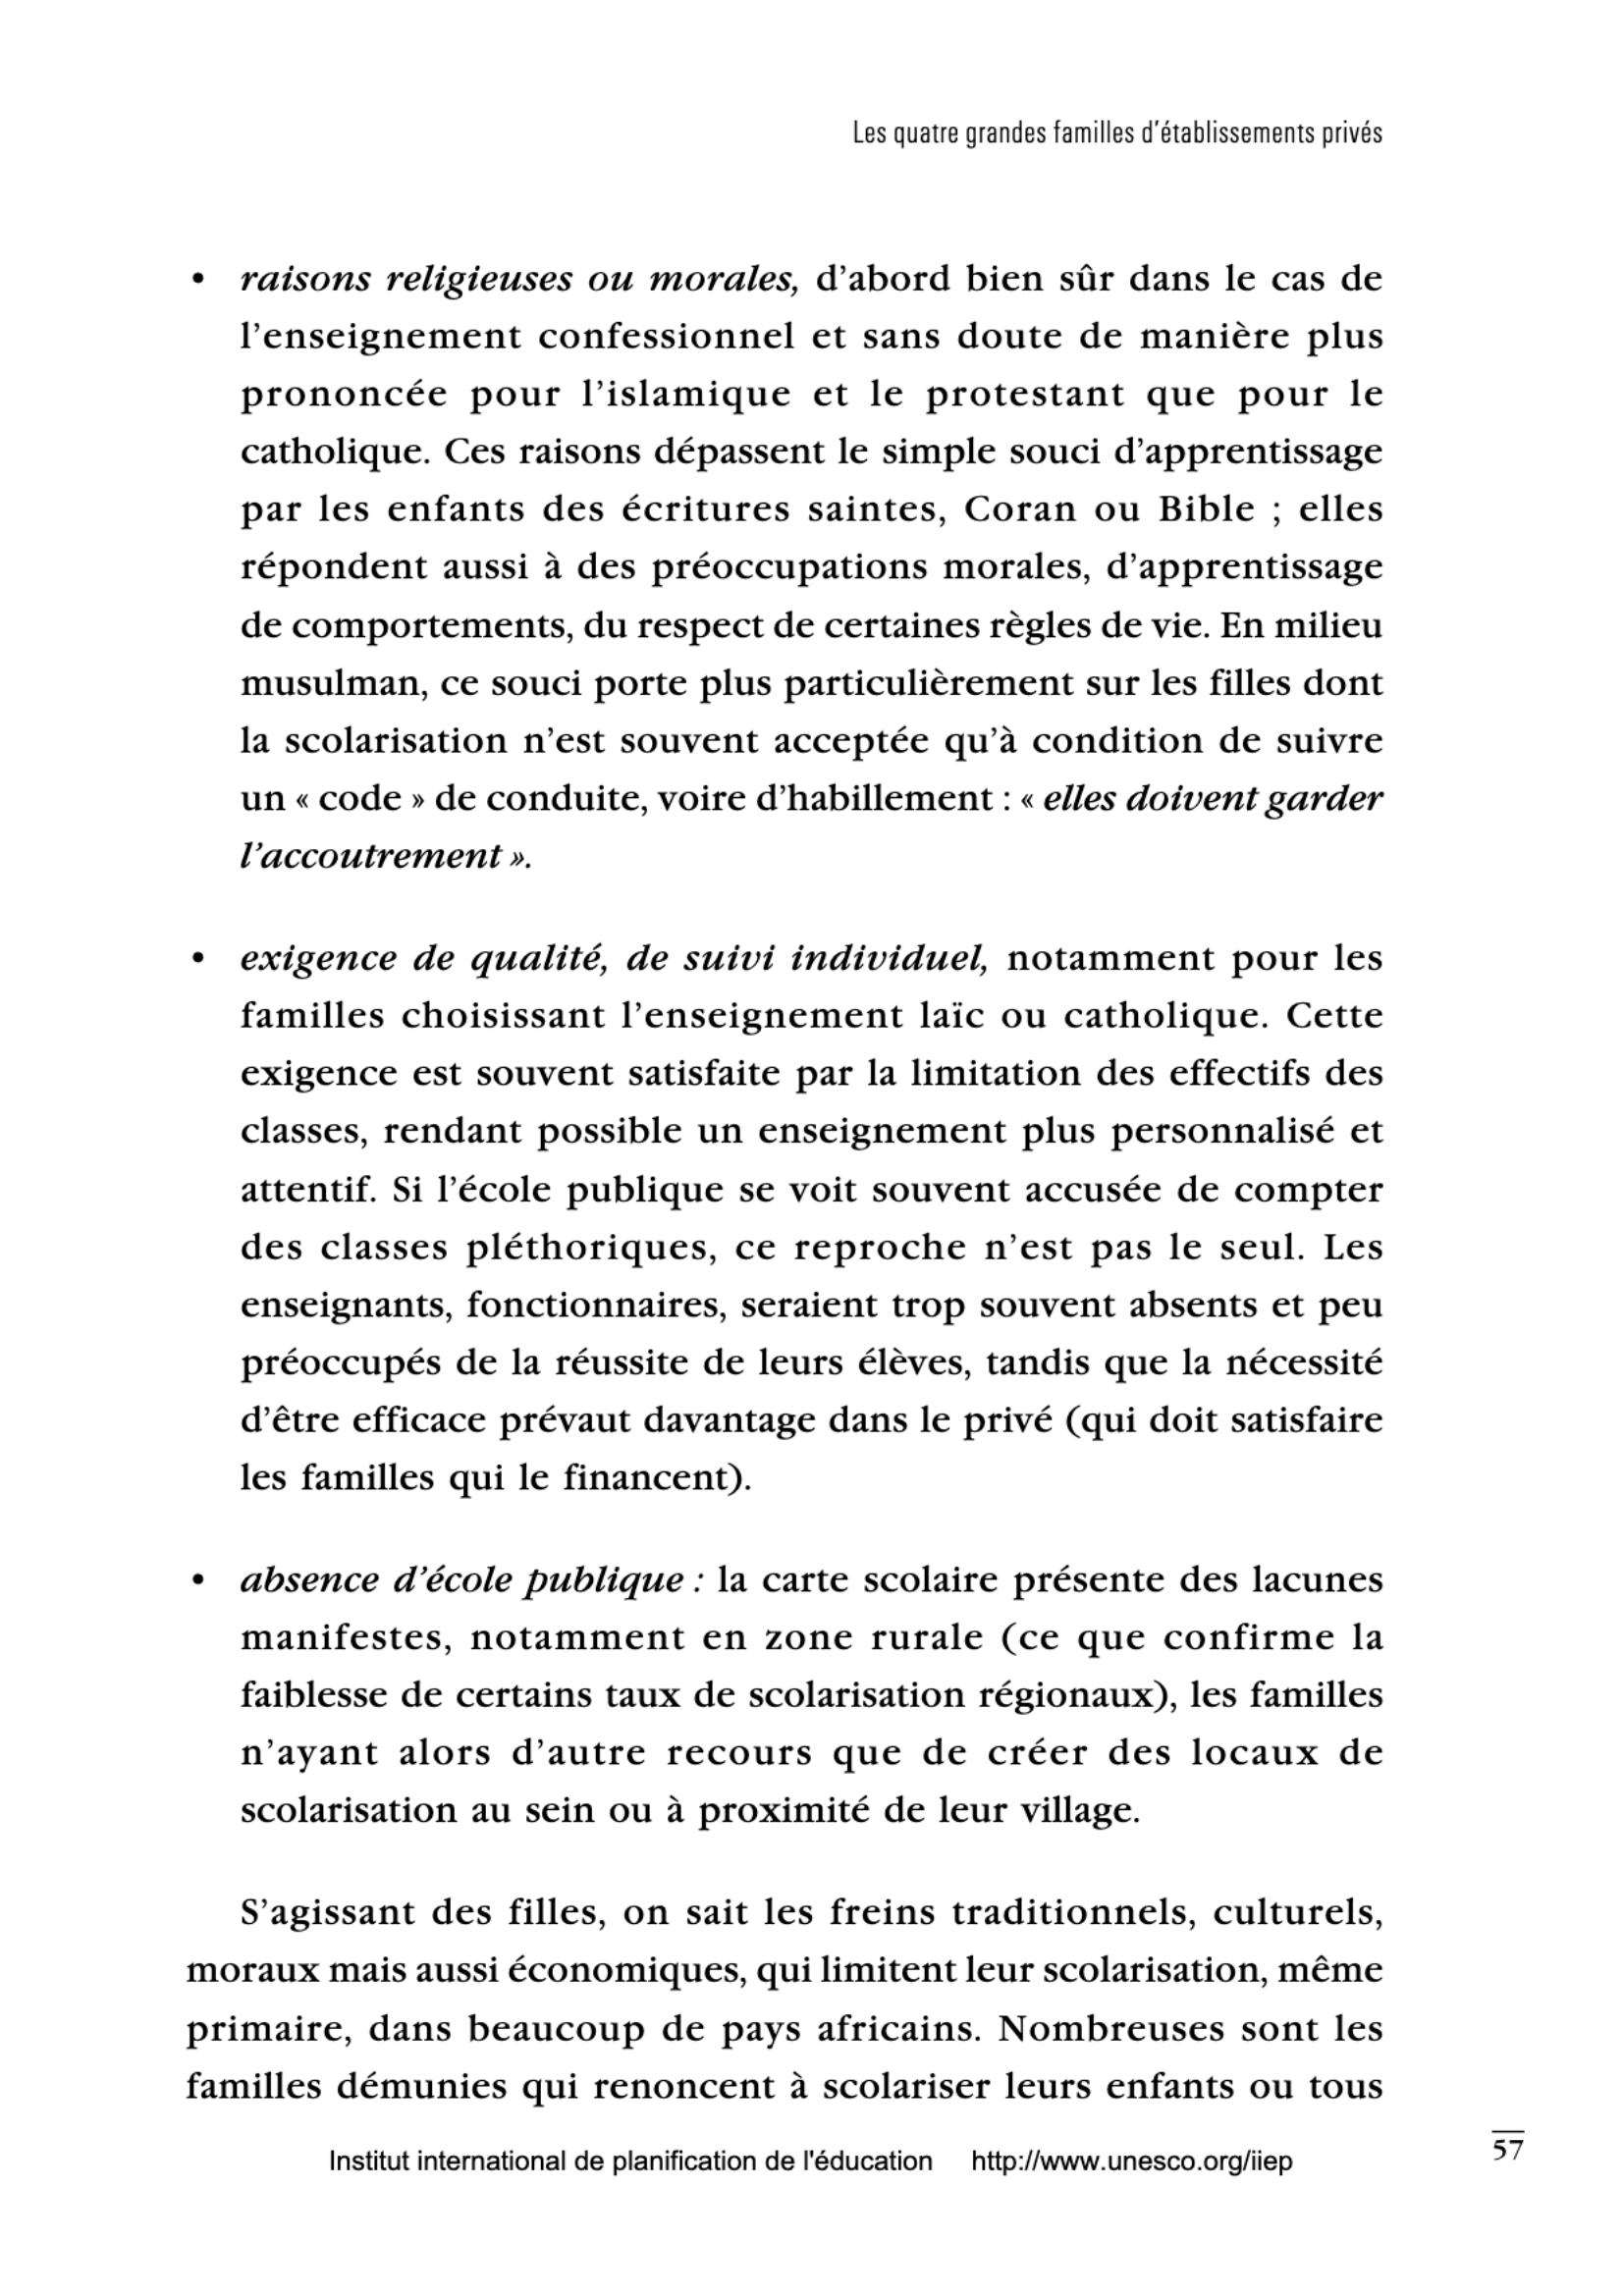 Les quatre grandes familles d’établissements privés
• raisons religieuses ou morales, d’abord bien sûr dans le cas de
l’enseignement confessionnel et sans doute de manière plus
prononcée pour l’islamique et le protestant que pour le
catholique. Ces raisons dépassent le simple souci d’apprentissage
par les enfants des écritures saintes, Coran ou Bible ; elles
répondent aussi à des préoccupations morales, d’apprentissage
de comportements, du respect de certaines règles de vie. En milieu
musulman, ce souci porte plus particulièrement sur les filles dont
la scolarisation n’est souvent acceptée qu’à condition de suivre
un « code » de conduite, voire d’habillement : « elles doivent garder
l’accoutrement ».
• exigence de qualité, de suivi individuel, notamment pour les
familles choisissant l’enseignement laïc ou catholique. Cette
exigence est souvent satisfaite par la limitation des effectifs des
classes, rendant possible un enseignement plus personnalisé et
attentif. Si l’école publique se voit souvent accusée de compter
des classes pléthoriques, ce reproche n’est pas le seul. Les
enseignants, fonctionnaires, seraient trop souvent absents et peu
préoccupés de la réussite de leurs élèves, tandis que la nécessité
d’être efficace prévaut davantage dans le privé (qui doit satisfaire
les familles qui le financent).
• absence d’école publique : la carte scolaire présente des lacunes
manifestes, notamment en zone rurale (ce que confirme la
faiblesse de certains taux de scolarisation régionaux), les familles
n’ayant alors d’autre recours que de créer des locaux de
scolarisation au sein ou à proximité de leur village.
S’agissant des filles, on sait les freins traditionnels, culturels,
moraux mais aussi économiques, qui limitent leur scolarisation, même
primaire, dans beaucoup de pays africains. Nombreuses sont les
familles démunies qui renoncent à scolariser leurs enfants ou tous
57
Institut international de planification de l'éducation http://www.unesco.org/iiep